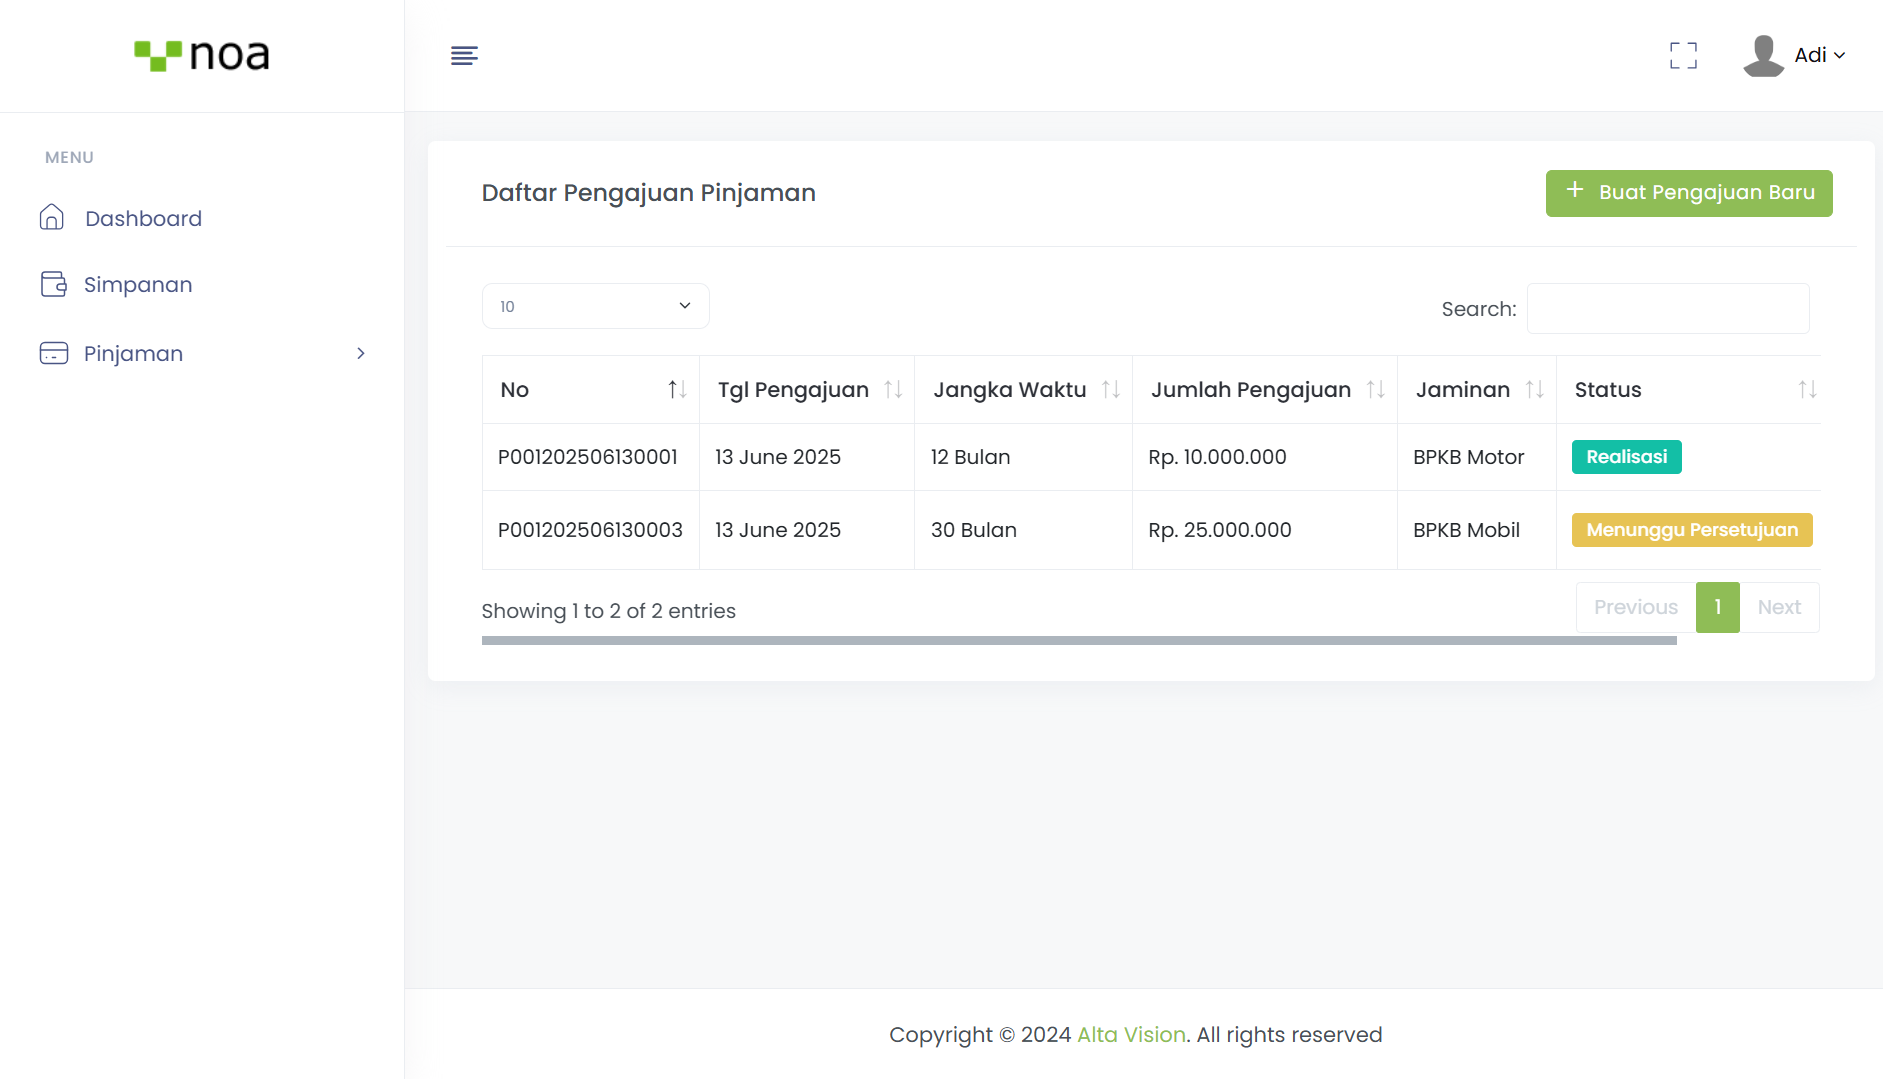 noa
Adi
MENU
Dashboard
Simpanan
Pinjaman
Daftar Pengajuan Pinjaman
+ Buat Pengajuan Baru
10
Search:
No Tgl Pengajuan Jangka Waktu Jumlah Pengajuan Jaminan Status
P001202506130001 13 June 2025 12 Bulan Rp. 10.000.000 BPKB Motor Realisasi
P001202506130003 13 June 2025 30 Bulan Rp. 25.000.000 BPKB Mobil Menunggu Persetujuan
Showing 1 to 2 of 2 entries
Previous 1 Next
Copyright © 2024 Alta Vision. All rights reserved